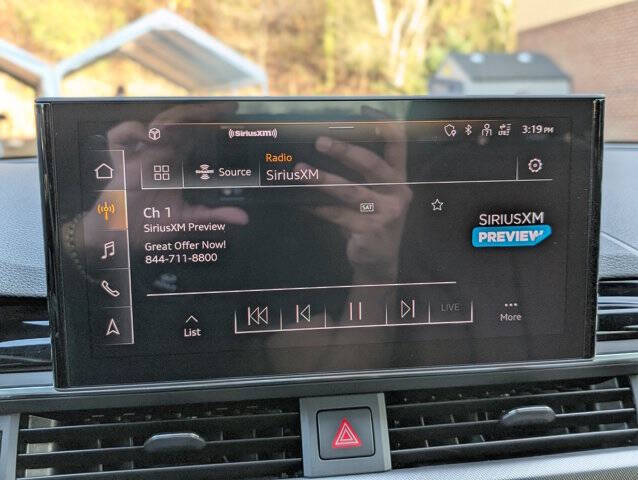 ((SiriusXM))
3:19 PM
Source
Radio
SiriusXM
Ch 1
SAT
SiriusXM Preview
Great Offer Now!
844-711-8800
SIRIUSXM
PREVIEW
List
LIVE
More